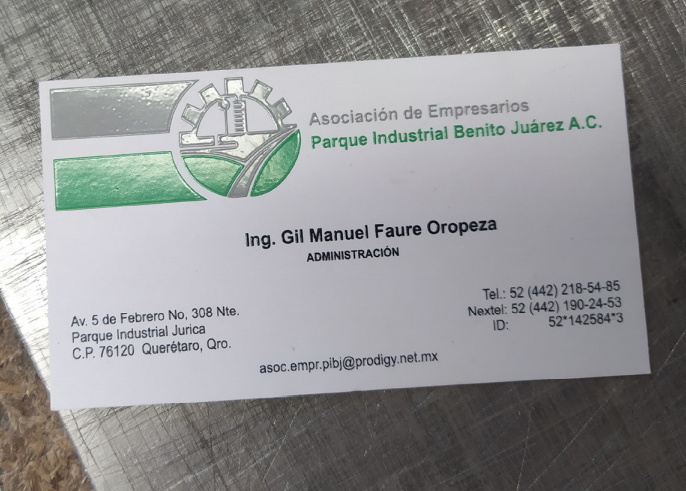 Asociación de Empresarios
Parque Industrial Benito Juárez A.C.
Ing. Gil Manuel Faure Oropeza
ADMINISTRACIÓN
Av. 5 de Febrero No, 308 Nte.
Parque Industrial Jurica
C.P. 76120 Querétaro, Qro.
Tel.: 52 (442) 218-54-85
Nextel: 52 (442) 190-24-53
ID: 52*142584*3
asoc.empr.pibj@prodigy.net.mx